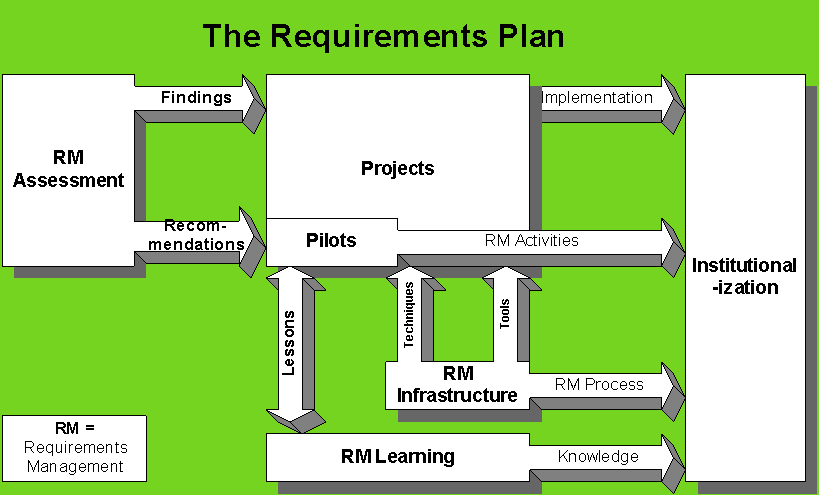 The Requirements Plan
Findings
Implementation
RM
Assessment
Projects
Recom-
mendations
Pilots
RM Activities
Institutional
-ization
Lessons
Techniques
Tools
RM
Infrastructure
RM Process
RM =
Requirements
Management
RM Learning
Knowledge